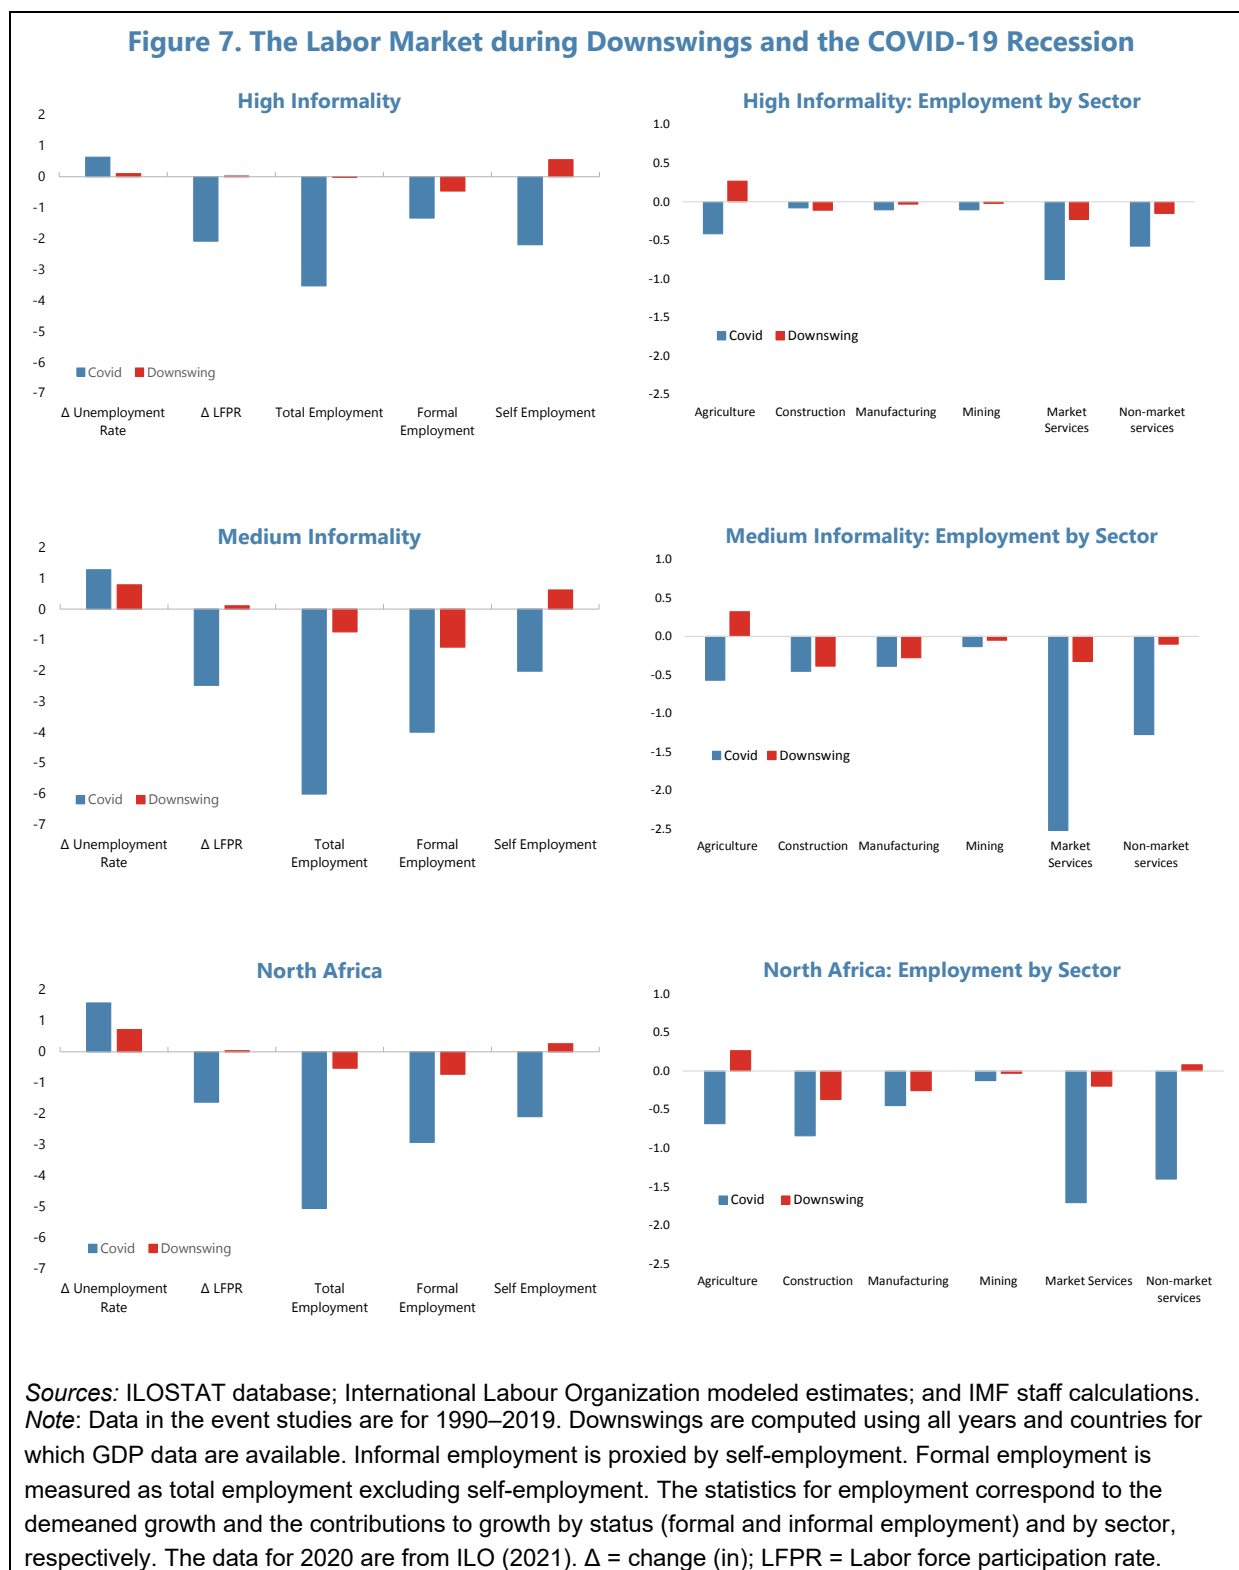 Figure 7. The Labor Market during Downswings and the COVID-19 Recession
High Informality
2
1
0
-1
-2
-3
-4
-5
-6
-7
Covid Downswing
Δ Unemployment Rate
Δ LFPR
Total Employment
Formal Employment
Self Employment
High Informality: Employment by Sector
1.0
0.5
0.0
-0.5
-1.0
-1.5
-2.0
-2.5
Covid Downswing
Agriculture
Construction
Manufacturing
Mining
Market Services
Non-market services
Medium Informality
2
1
0
-1
-2
-3
-4
-5
-6
-7
Covid Downswing
Δ Unemployment Rate
Δ LFPR
Total Employment
Formal Employment
Self Employment
Medium Informality: Employment by Sector
1.0
0.5
0.0
-0.5
-1.0
-1.5
-2.0
-2.5
Covid Downswing
Agriculture
Construction
Manufacturing
Mining
Market Services
Non-market services
North Africa
2
1
0
-1
-2
-3
-4
-5
-6
-7
Covid Downswing
Δ Unemployment Rate
Δ LFPR
Total Employment
Formal Employment
Self Employment
North Africa: Employment by Sector
1.0
0.5
0.0
-0.5
-1.0
-1.5
-2.0
-2.5
Covid Downswing
Agriculture
Construction
Manufacturing
Mining
Market Services
Non-market services
Sources: ILOSTAT database; International Labour Organization modeled estimates; and IMF staff calculations.
Note: Data in the event studies are for 1990–2019. Downswings are computed using all years and countries for
which GDP data are available. Informal employment is proxied by self-employment. Formal employment is
measured as total employment excluding self-employment. The statistics for employment correspond to the
demeaned growth and the contributions to growth by status (formal and informal employment) and by sector,
respectively. The data for 2020 are from ILO (2021). Δ = change (in); LFPR = Labor force participation rate.